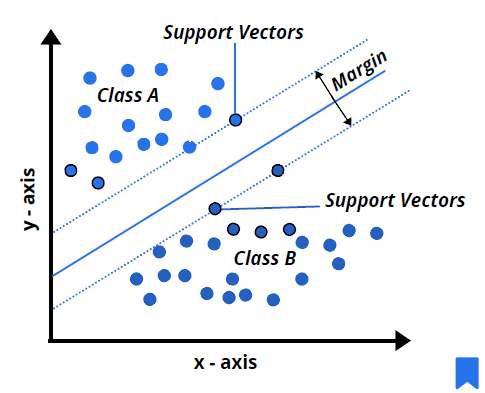 Support Vectors
Margin
Class A
y - axis
Support Vectors
Class B
x - axis